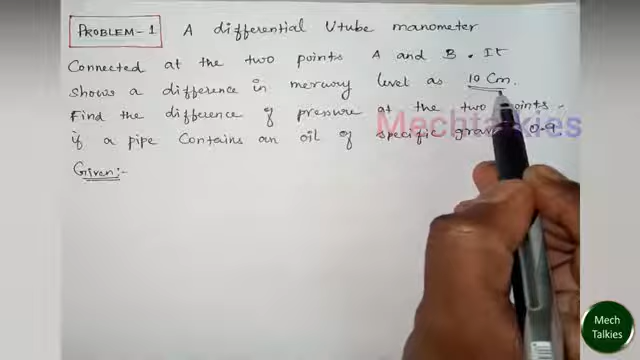 PROBLEM-1 A differential Utube manometer
Connected at the two points A and B. It
shows a difference in mercury level as 10 Cm.
Find the difference of pressure at the two points.
if a pipe Contains an oil of specific grav 0.9
Mechtalkies
Given:-
Mech
Talkies